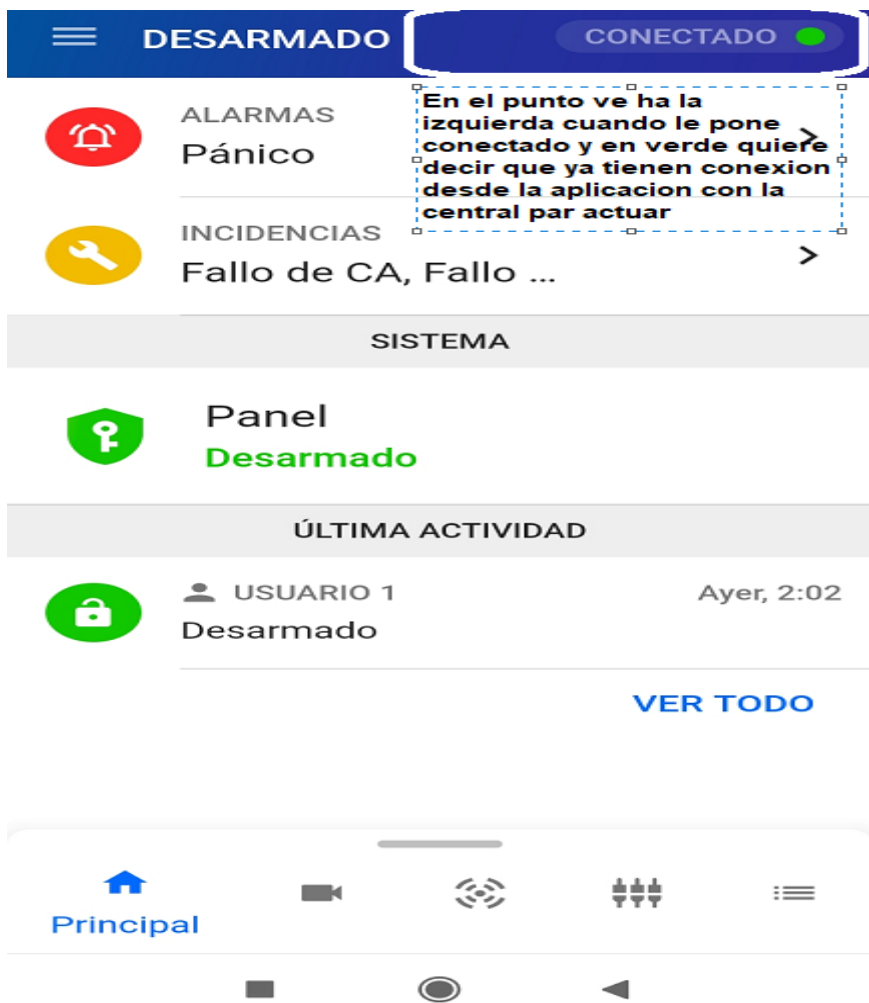 DESARMADO
CONECTADO
ALARMAS
Pánico
En el punto ve ha la
izquierda cuando le pone
conectado y en verde quiere
decir que ya tienen conexion
desde la aplicacion con la
central par actuar
INCIDENCIAS
Fallo de CA, Fallo ...
SISTEMA
Panel
Desarmado
ÚLTIMA ACTIVIDAD
USUARIO 1 Ayer, 2:02
Desarmado
VER TODO
Principal